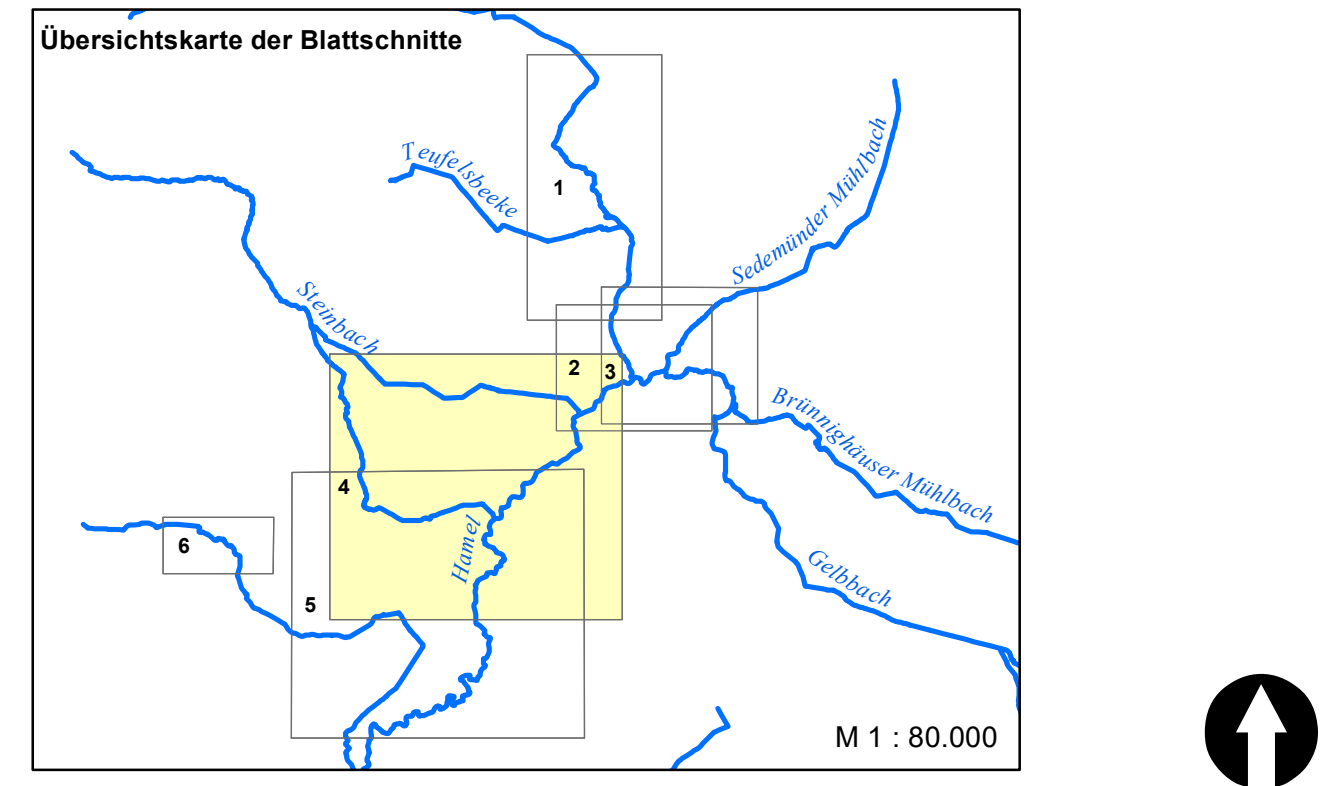 Übersichtskarte der Blattschnitte
Teufelsbeeke
1
Sedemünder Mühlbach
Steinbach
2
3
Brünnighäuser Mühlbach
4
Hamel
6
Gelbbach
5
M 1 : 80.000